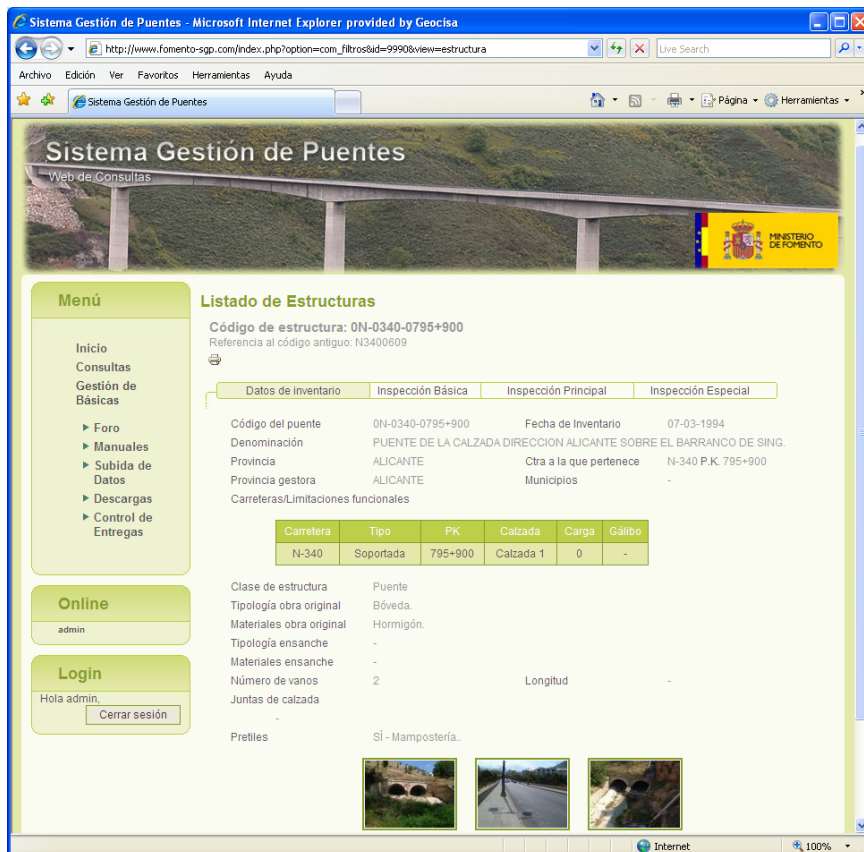 Sistema Gestión de Puentes - Microsoft Internet Explorer provided by Geocisa
http://www.fomento-sgp.com/index.php?option=com_filtros&id=9990&view=estructura
Live Search
Archivo Edición Ver Favoritos Herramientas Ayuda
Sistema Gestión de Puentes
Página
Herramientas
Sistema Gestión de Puentes
Web de Consultas
MINISTERIO
DE FOMENTO
Menú
Inicio
Consultas
Gestión de
Básicas
Foro
Manuales
Subida de
Datos
Descargas
Control de
Entregas
Online
admin
Login
Hola admin,
Cerrar sesión
Listado de Estructuras
Código de estructura: 0N-0340-0795+900
Referencia al código antiguo: N3400609
Datos de inventario Inspección Básica Inspección Principal Inspección Especial
Código del puente 0N-0340-0795+900 Fecha de Inventario 07-03-1994
Denominación PUENTE DE LA CALZADA DIRECCION ALICANTE SOBRE EL BARRANCO DE SING.
Provincia ALICANTE Ctra a la que pertenece N-340 P.K. 795+900
Provincia gestora ALICANTE Municipios -
Carreteras/Limitaciones funcionales
Carretera Tipo PK Calzada Carga Gálibo
N-340 Soportada 795+900 Calzada 1 0 -
Clase de estructura Puente
Tipología obra original Bóveda.
Materiales obra original Hormigón.
Tipología ensanche -
Materiales ensanche -
Número de vanos 2 Longitud -
Juntas de calzada
-
Pretiles SÍ - Mampostería..
Internet 100%